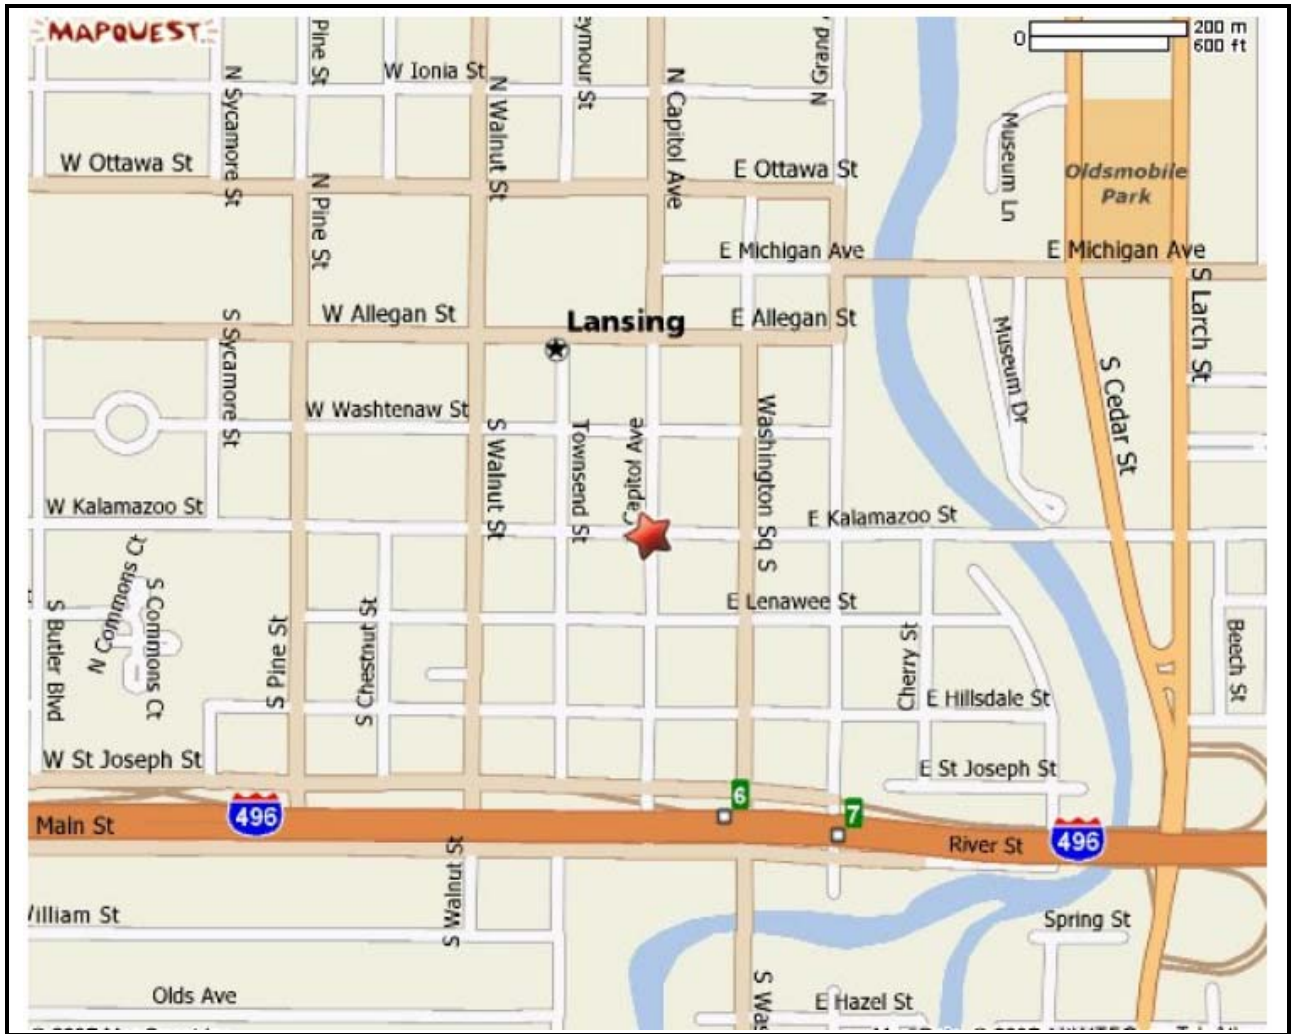 MAPQUEST
0
200 m
600 ft
Pine St
W Ionia St
N Sycamore St
N Walnut St
eymour St
N Capitol Ave
N Grand
Museum Ln
W Ottawa St
N Pine St
E Ottawa St
Oldsmobile
Park
E Michigan Ave
E Michigan Ave
S Larch St
W Allegan St
Lansing
E Allegan St
S Sycamore St
Museum Dr
S Cedar St
W Washtenaw St
S Walnut St
Townsend St
Capitol Ave
Washington Sq S
W Kalamazoo St
E Kalamazoo St
N Commons Ct
S Commons Ct
S Butler Blvd
S Pine St
S Chestnut St
E Lenawee St
Cherry St
Beech St
E Hillsdale St
W St Joseph St
E St Joseph St
6
7
496
Main St
River St
496
S Walnut St
illiam St
Spring St
Olds Ave
S Was
E Hazel St